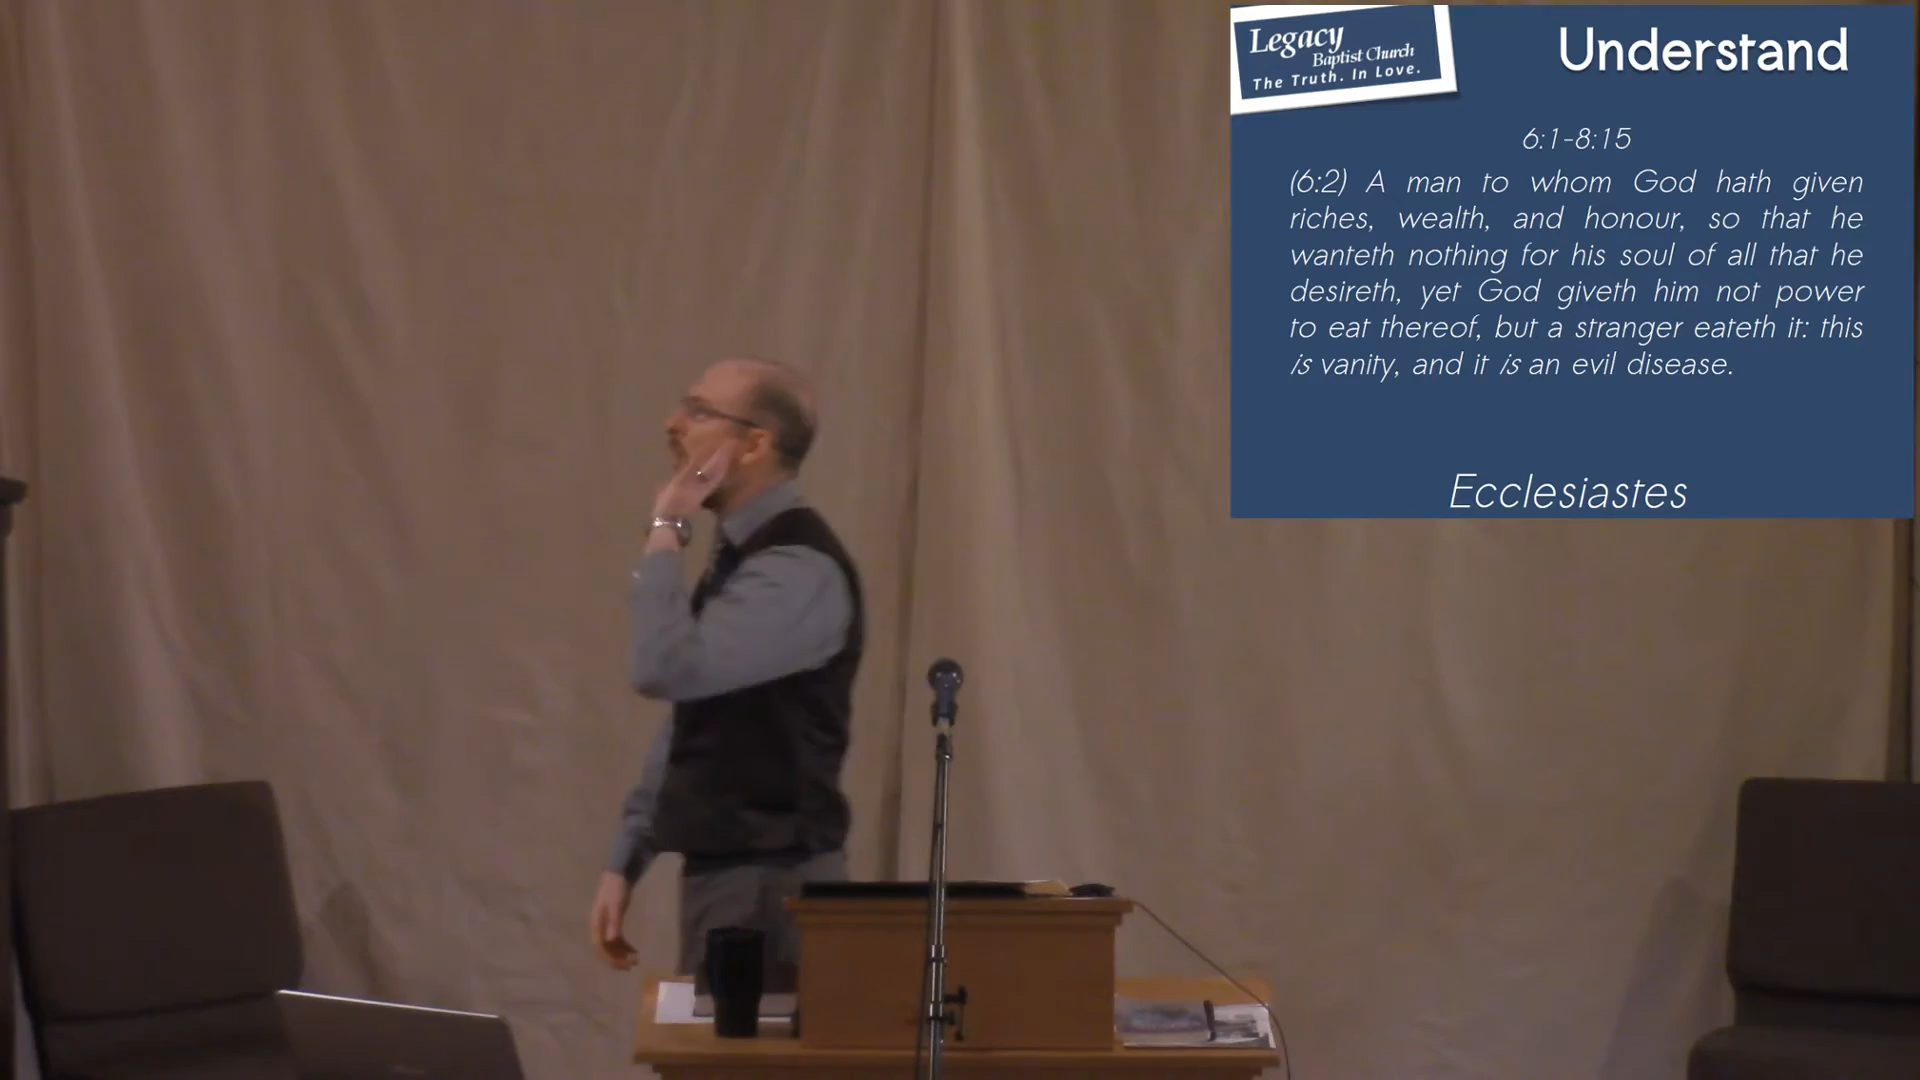 Legacy
Baptist Church
The Truth. In Love.
Understand
6:1-8:15
(6:2) A man to whom God hath given
riches, wealth, and honour, so that he
wanteth nothing for his soul of all that he
desireth, yet God giveth him not power
to eat thereof, but a stranger eateth it: this
is vanity, and it is an evil disease.
Ecclesiastes